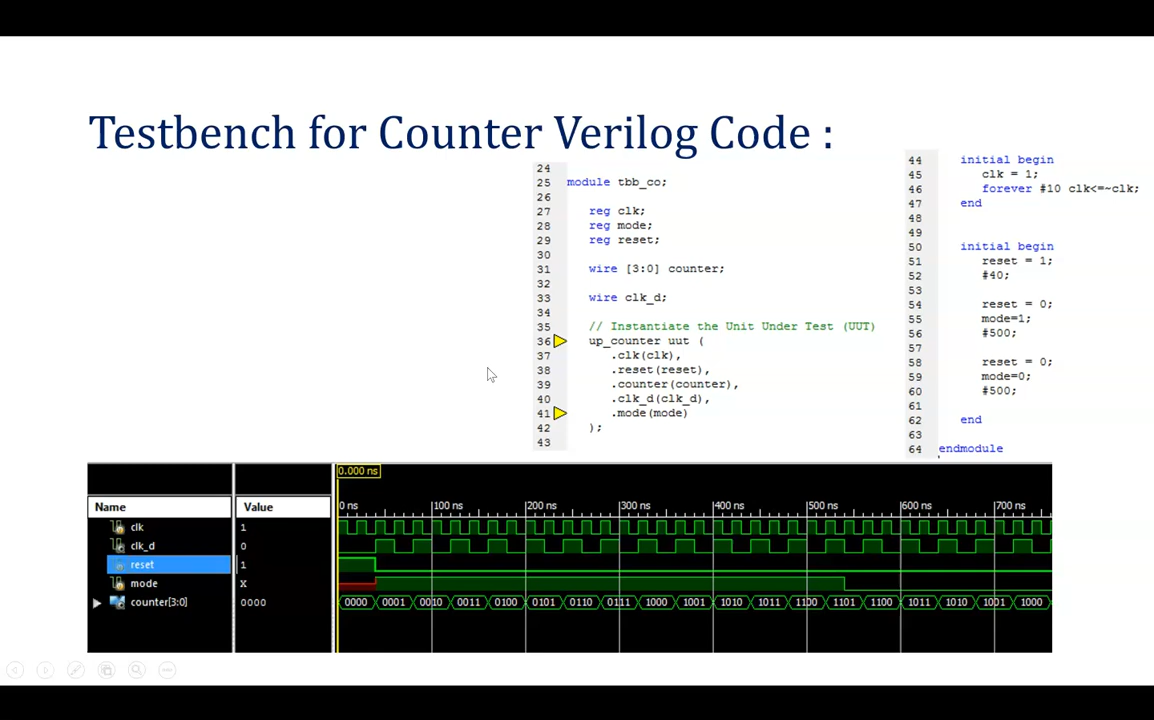 Testbench for Counter Verilog Code :
24
25 module tbb_co;
26
27 reg clk;
28 reg mode;
29 reg reset;
30
31 wire [3:0] counter;
32
33 wire clk_d;
34
35 // Instantiate the Unit Under Test (UUT)
36 up_counter uut (
37 .clk(clk),
38 .reset(reset),
39 .counter(counter),
40 .clk_d(clk_d),
41 .mode(mode)
42 );
43
44 initial begin
45 clk = 1;
46 forever #10 clk<=~clk;
47 end
48
49
50 initial begin
51 reset = 1;
52 #40;
53
54 reset = 0;
55 mode=1;
56 #500;
57
58 reset = 0;
59 mode=0;
60 #500;
61
62 end
63
64 endmodule
0.000 ns
Name Value 0 ns 100 ns 200 ns 300 ns 400 ns 500 ns 600 ns 700 ns
clk 1
clk_d 0
reset 1
mode X
counter[3:0] 0000 0000 0001 0010 0011 0100 0101 0110 0111 1000 1001 1010 1011 1100 1101 1100 1011 1010 1001 1000